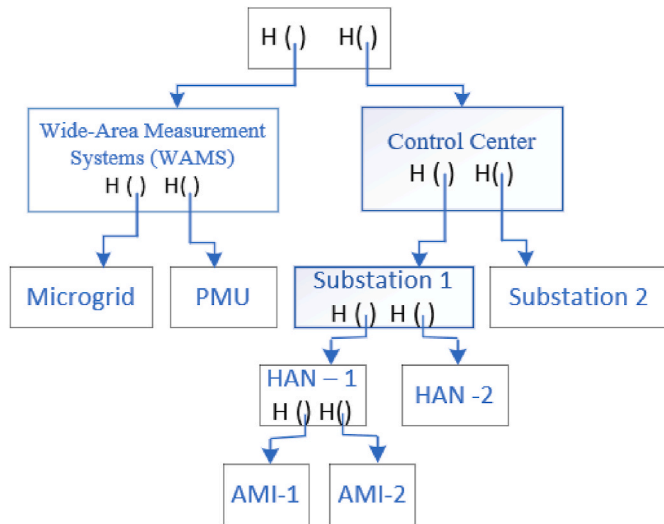 H ( ) H( )
Wide-Area Measurement
Systems (WAMS)
H ( ) H( )
Control Center
H ( ) H( )
Microgrid
PMU
Substation 1
H ( ) H ( )
Substation 2
HAN – 1
H ( ) H( )
HAN -2
AMI-1
AMI-2